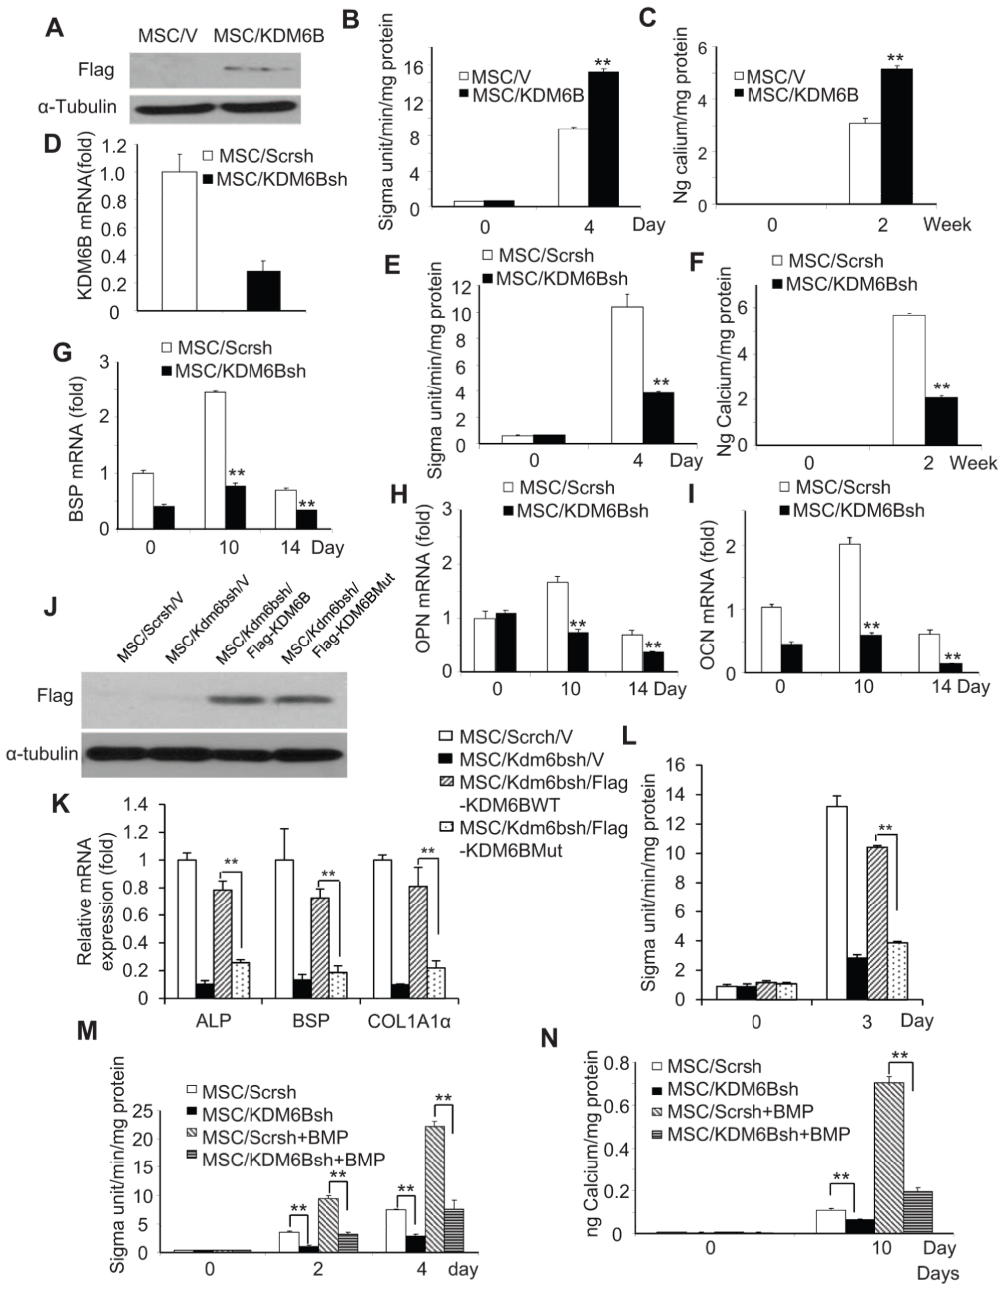 A
MSC/V MSC/KDM6B
Flag
α-Tubulin
B
Sigma unit/min/mg protein
16
12
8
4
0
MSC/V
MSC/KDM6B
**
0 4 Day
C
Ng calium/mg protein
6
4
2
0
MSC/V
MSC/KDM6B
**
0 2 Week
D
KDM6B mRNA(fold)
1.2
1.0
0.8
0.6
0.4
0.2
0
MSC/Scrsh
MSC/KDM6Bsh
E
Sigma unit/min/mg protein
12
10
8
6
4
2
0
MSC/Scrsh
MSC/KDM6Bsh
**
0 4 Day
F
Ng Calcium/mg protein
6
4
2
0
MSC/Scrsh
MSC/KDM6Bsh
**
0 2 Week
G
BSP mRNA (fold)
3
2
1
0
MSC/Scrsh
MSC/KDM6Bsh
**
**
0 10 14 Day
H
OPN mRNA (fold)
3
2
1
0
MSC/Scrsh
MSC/KDM6Bsh
**
**
0 10 14 Day
I
OCN mRNA (fold)
2
1
0
MSC/Scrsh
MSC/KDM6Bsh
**
**
0 10 14 Day
J
MSC/Scrsh/V
MSC/Kdm6bsh/V
MSC/Kdm6bsh/
Flag-KDM6B
MSC/Kdm6bsh/
Flag-KDM6BMut
Flag
α-tubulin
MSC/Scrch/V
MSC/Kdm6bsh/V
MSC/Kdm6bsh/Flag
-KDM6BWT
MSC/Kdm6bsh/Flag
-KDM6BMut
K
Relative mRNA
expression (fold)
1.4
1.2
1
0.8
0.6
0.4
0.2
0
**
**
**
ALP BSP COL1A1α
L
Sigma unit/min/mg protein
16
14
12
10
8
6
4
2
0
**
0 3 Day
M
Sigma unit/min/mg protein
25
20
15
10
5
0
MSC/Scrsh
MSC/KDM6Bsh
MSC/Scrsh+BMP
MSC/KDM6Bsh+BMP
**
**
**
**
0 2 4 day
N
ng Calcium/mg protein
0.8
0.6
0.4
0.2
0
MSC/Scrsh
MSC/KDM6Bsh
MSC/Scrsh+BMP
MSC/KDM6Bsh+BMP
**
**
0 10 Day
Days